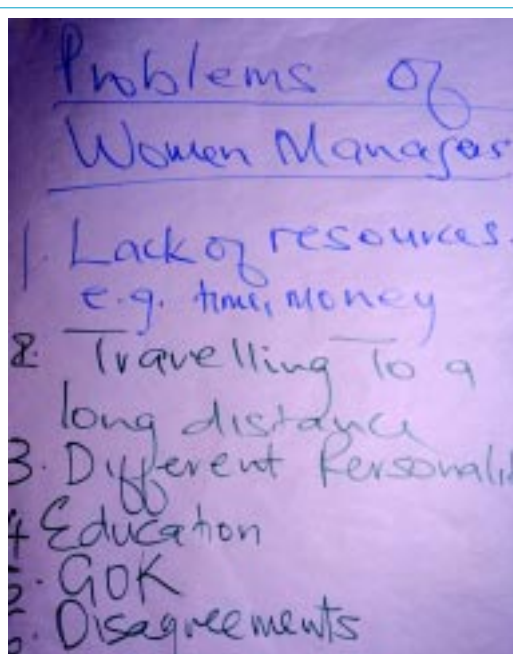 Problems of
Women Managers
1. Lack of resources.
e.g. time, money
2. Travelling to a
long distance
3. Different Personalit
4 Education
5. GOK
6. Disagreements